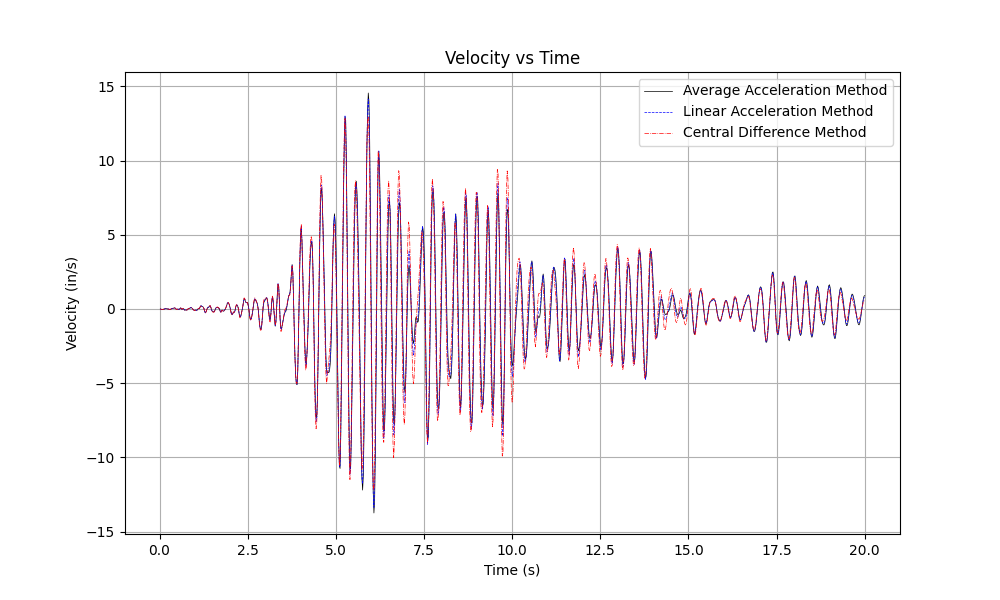 Velocity vs Time
Average Acceleration Method
Linear Acceleration Method
Central Difference Method
Velocity (in/s)
15
10
5
0
−5
−10
−15
0.0 2.5 5.0 7.5 10.0 12.5 15.0 17.5 20.0
Time (s)